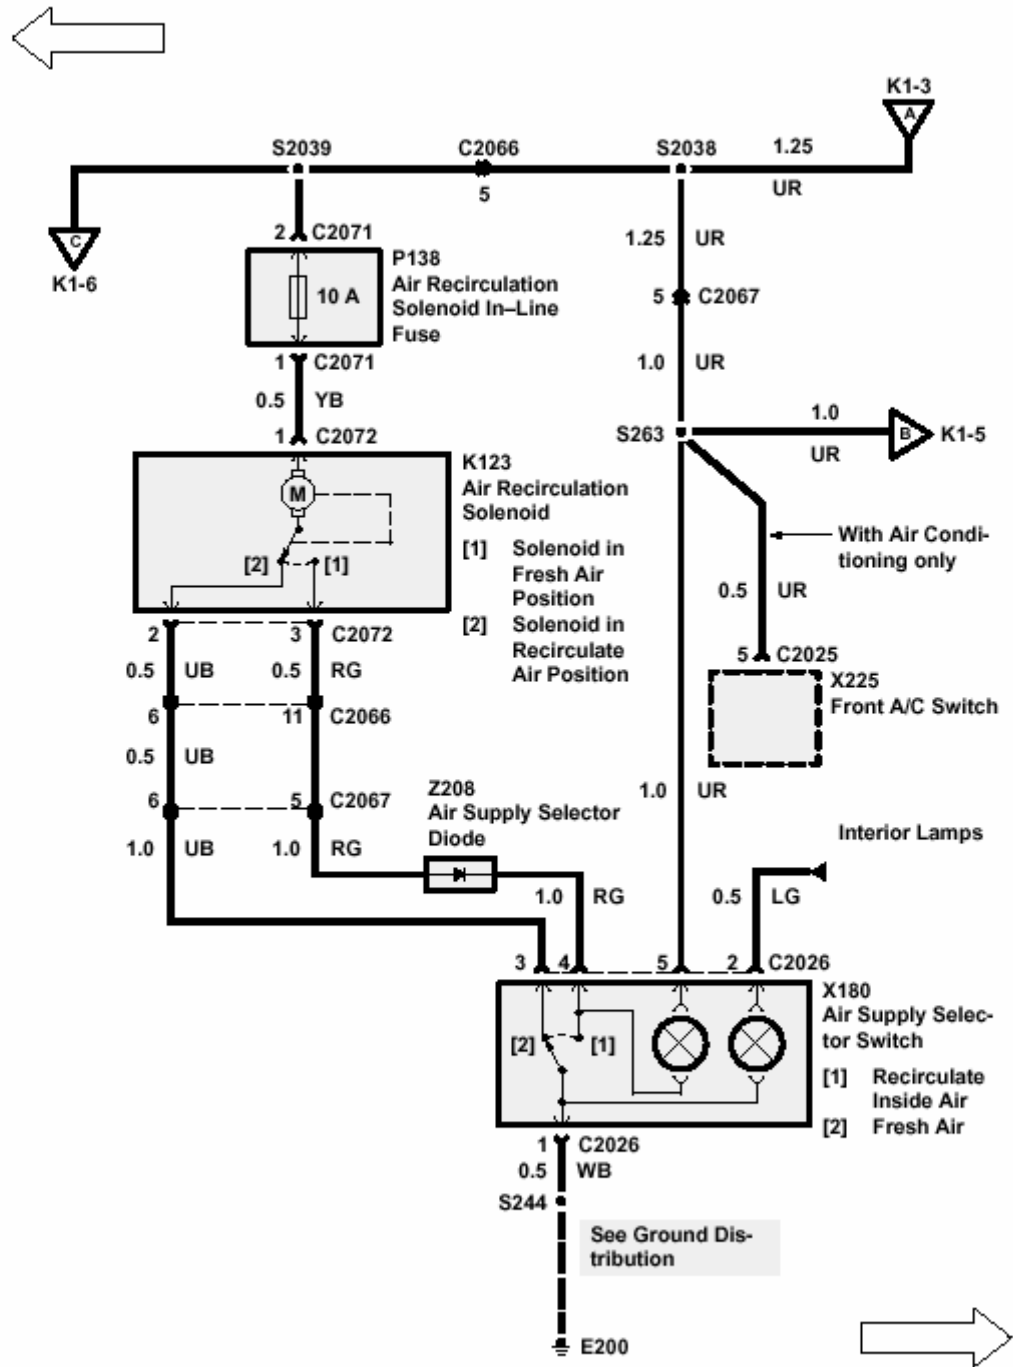 K1-3
A
S2039
C2066
S2038
1.25
5
UR
C
K1-6
2
C2071
P138
Air Recirculation
Solenoid In–Line
Fuse
10 A
1.25
UR
5
C2067
1
C2071
0.5
YB
1.0
UR
1
C2072
S263
1.0
UR
B
K1-5
K123
Air Recirculation
Solenoid
M
[2]
[1]
[1]
Solenoid in
Fresh Air
Position
[2]
Solenoid in
Recirculate
Air Position
With Air Condi-
tioning only
0.5
UR
2
3
C2072
0.5
UB
0.5
RG
5
C2025
X225
Front A/C Switch
6
11
C2066
0.5
UB
6
5
C2067
1.0
UB
1.0
RG
Z208
Air Supply Selector
Diode
1.0
UR
Interior Lamps
1.0
RG
0.5
LG
3
4
5
2
C2026
X180
Air Supply Selec-
tor Switch
[2]
[1]
[1]
Recirculate
Inside Air
[2]
Fresh Air
1
C2026
0.5
WB
S244
See Ground Dis-
tribution
E200